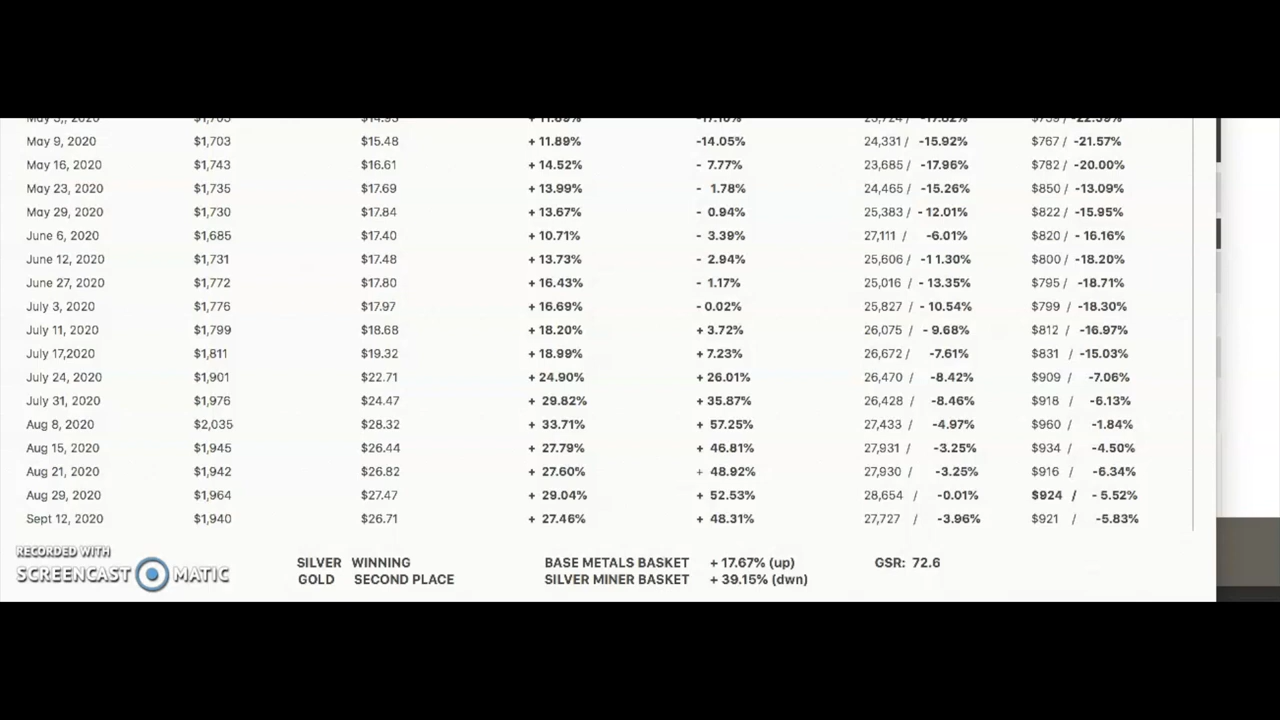 May 9, 2020 $1,703 $15.48 + 11.89% -14.05% 24,331 / -15.92% $767 / -21.57%
May 16, 2020 $1,743 $16.61 + 14.52% - 7.77% 23,685 / -17.96% $782 / -20.00%
May 23, 2020 $1,735 $17.69 + 13.99% - 1.78% 24,465 / -15.26% $850 / -13.09%
May 29, 2020 $1,730 $17.84 + 13.67% - 0.94% 25,383 / - 12.01% $822 / -15.95%
June 6, 2020 $1,685 $17.40 + 10.71% - 3.39% 27,111 / -6.01% $820 / - 16.16%
June 12, 2020 $1,731 $17.48 + 13.73% - 2.94% 25,606 / -1 1.30% $800 / -18.20%
June 27, 2020 $1,772 $17.80 + 16.43% - 1.17% 25,016 / - 13.35% $795 / -18.71%
July 3, 2020 $1,776 $17.97 + 16.69% - 0.02% 25,827 / - 10.54% $799 / -18.30%
July 11, 2020 $1,799 $18.68 + 18.20% + 3.72% 26,075 / - 9.68% $812 / -16.97%
July 17,2020 $1,811 $19.32 + 18.99% + 7.23% 26,672 / -7.61% $831 / -15.03%
July 24, 2020 $1,901 $22.71 + 24.90% + 26.01% 26,470 / -8.42% $909 / -7.06%
July 31, 2020 $1,976 $24.47 + 29.82% + 35.87% 26,428 / -8.46% $918 / -6.13%
Aug 8, 2020 $2,035 $28.32 + 33.71% + 57.25% 27,433 / -4.97% $960 / -1.84%
Aug 15, 2020 $1,945 $26.44 + 27.79% + 46.81% 27,931 / -3.25% $934 / -4.50%
Aug 21, 2020 $1,942 $26.82 + 27.60% + 48.92% 27,930 / -3.25% $916 / -6.34%
Aug 29, 2020 $1,964 $27.47 + 29.04% + 52.53% 28,654 / -0.01% $924 / - 5.52%
Sept 12, 2020 $1,940 $26.71 + 27.46% + 48.31% 27,727 / -3.96% $921 / -5.83%
RECORDED WITH
SCREENCAST MATIC
SILVER WINNING BASE METALS BASKET + 17.67% (up) GSR: 72.6
GOLD SECOND PLACE SILVER MINER BASKET + 39.15% (dwn)